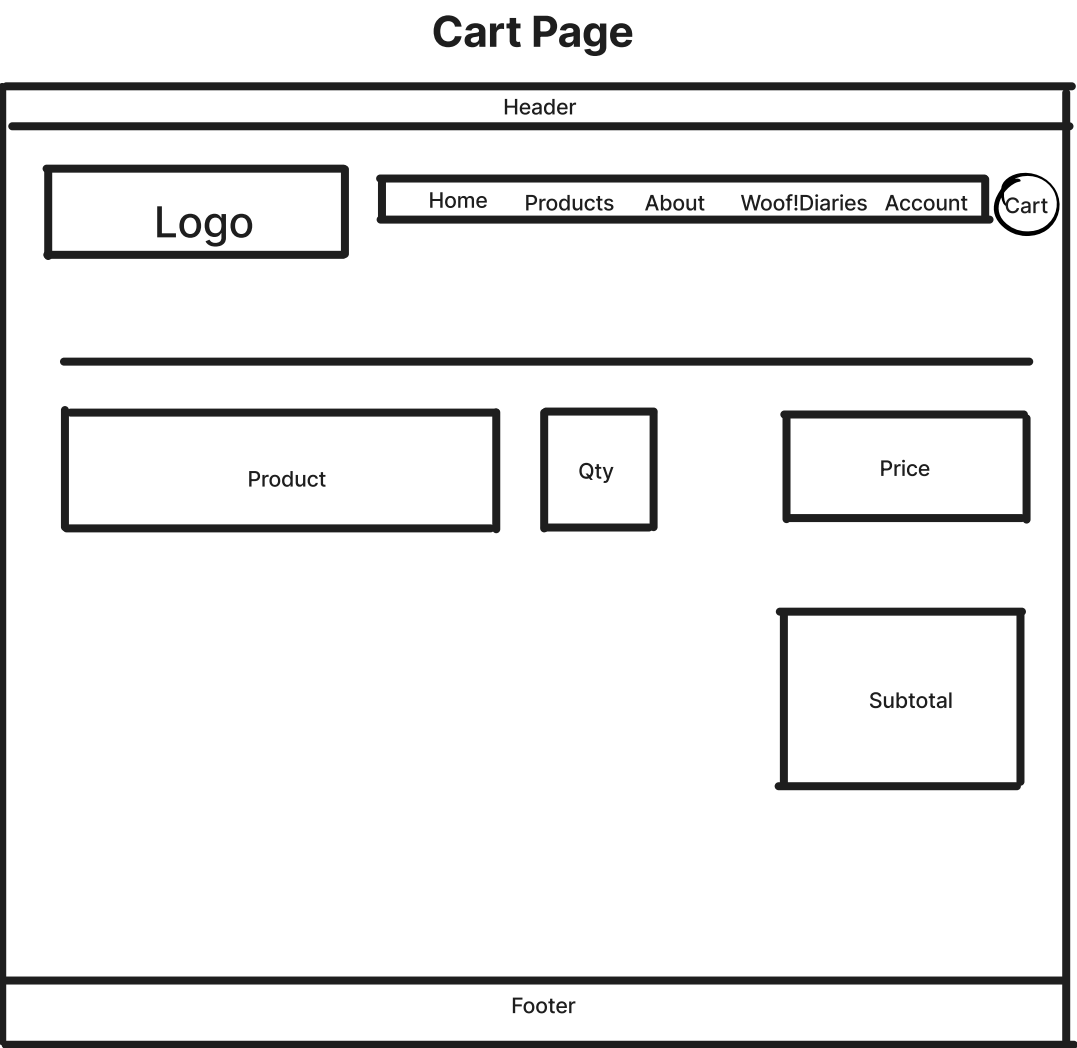 Cart Page
Header
Logo
Home Products About Woof!Diaries Account Cart
Product Qty Price
Subtotal
Footer